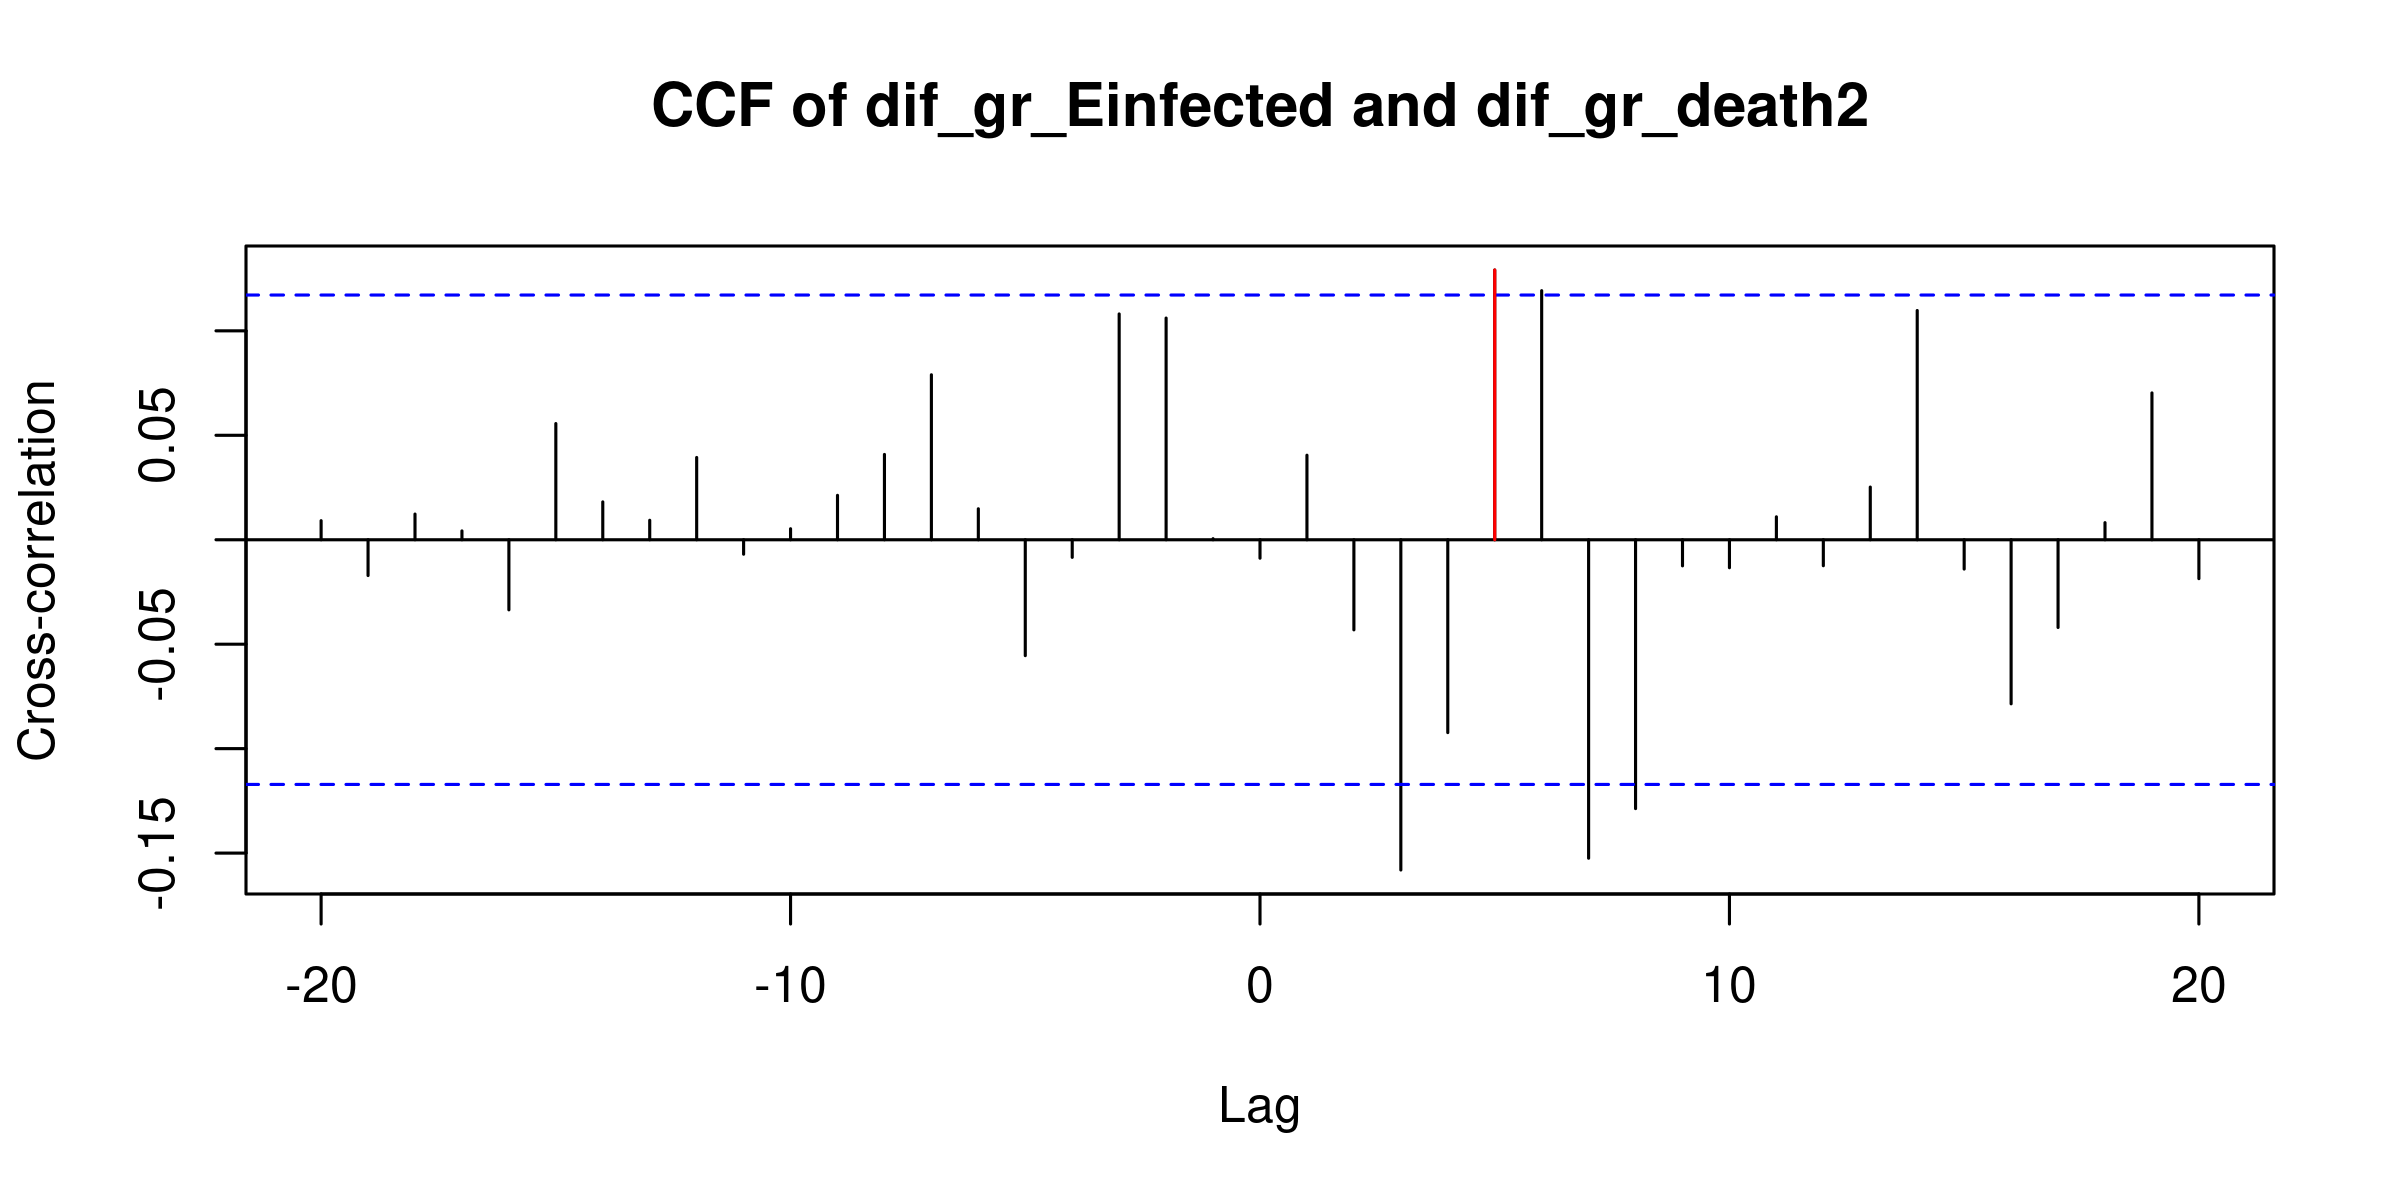 CCF of dif_gr_Einfected and dif_gr_death2
Cross-correlation
0.05
-0.05
-0.15
-20 -10 0 10 20
Lag